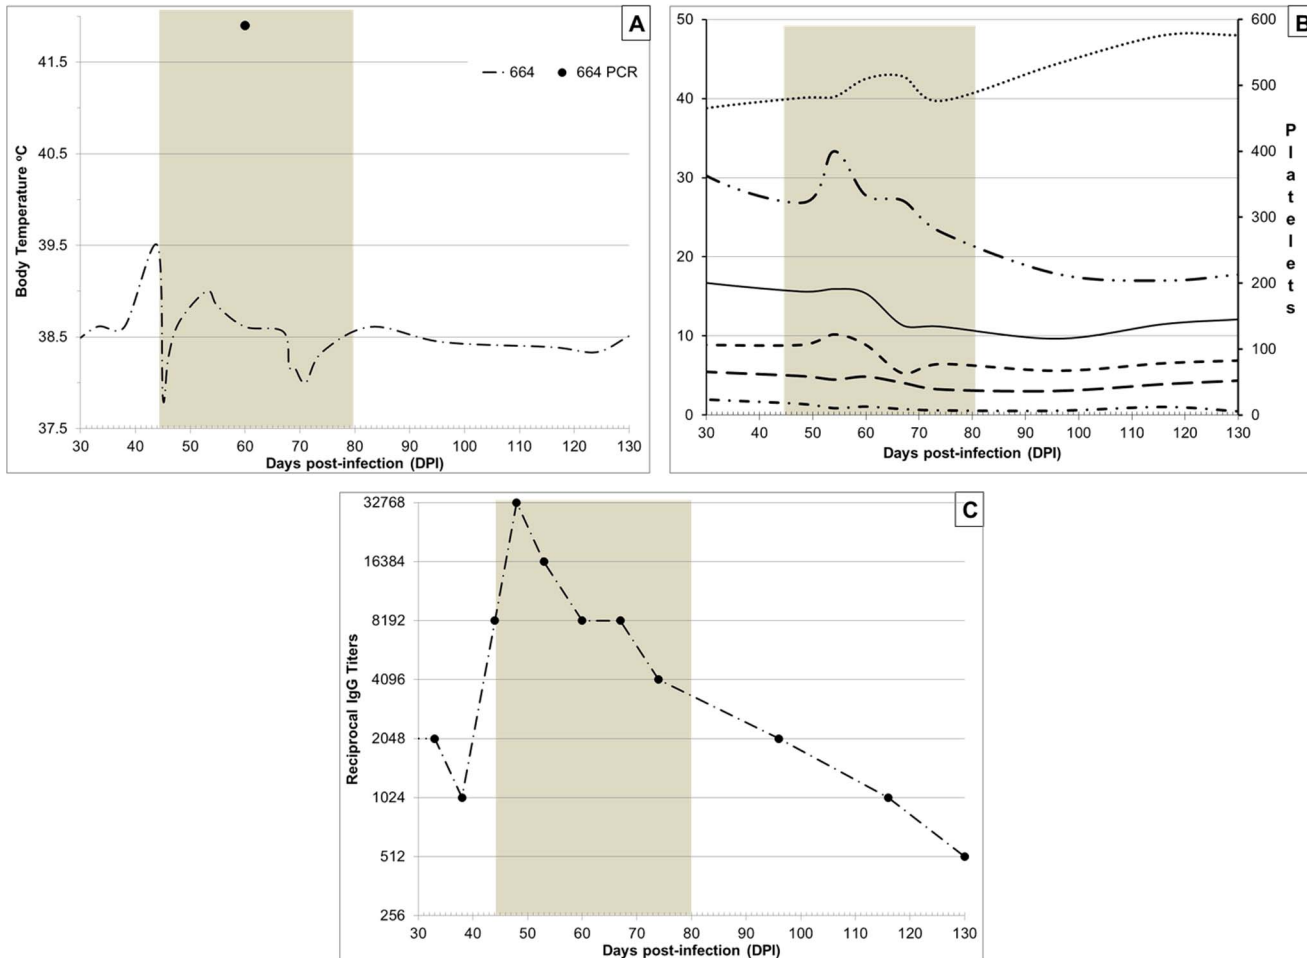 A
41.5
40.5
39.5
38.5
37.5
Body Temperature ºC
664
664 PCR
30 40 50 60 70 80 90 100 110 120 130
Days post-infection (DPI)
B
50
40
30
20
10
0
600
500
400
300
200
100
0
Platelets
30 40 50 60 70 80 90 100 110 120 130
Days post-infection (DPI)
C
32768
16384
8192
4096
2048
1024
512
256
Reciprocal IgG Titers
30 40 50 60 70 80 90 100 110 120 130
Days post-infection (DPI)